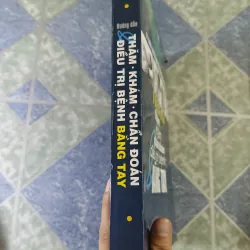 Hướng dẫn
THĂM - KHÁM - CHẨN ĐOÁN
& ĐIỀU TRỊ BỆNH BẰNG TAY